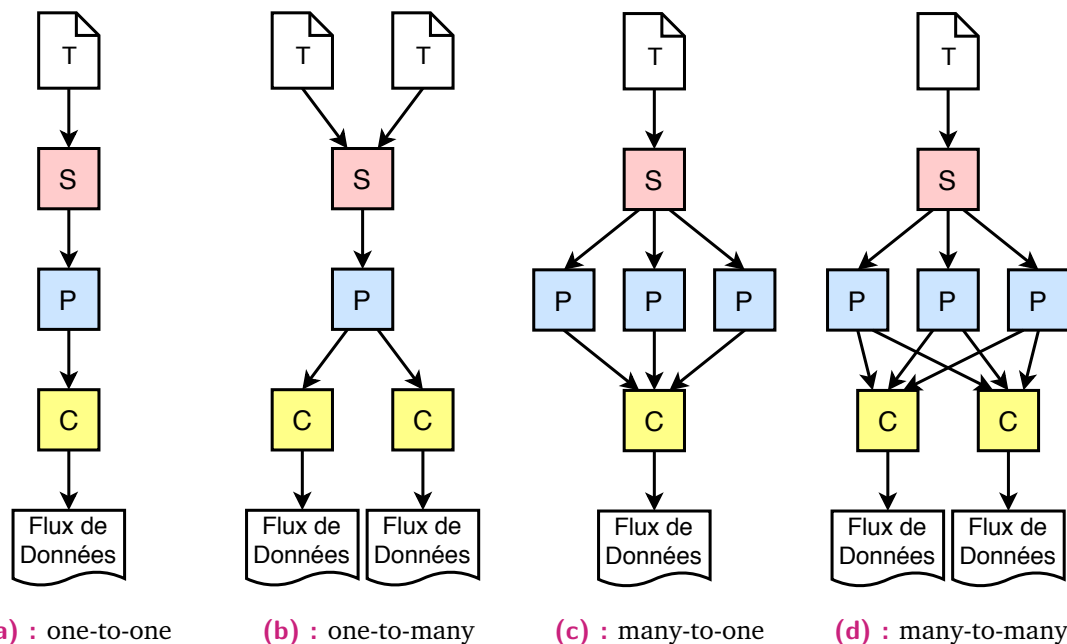 T
S
P
C
Flux de
Données
a) : one-to-one
T T
S
P
C C
Flux de Flux de
Données Données
(b) : one-to-many
T
S
P P P
C
Flux de
Données
(c) : many-to-one
T
S
P P P
C C
Flux de Flux de
Données Données
(d) : many-to-many